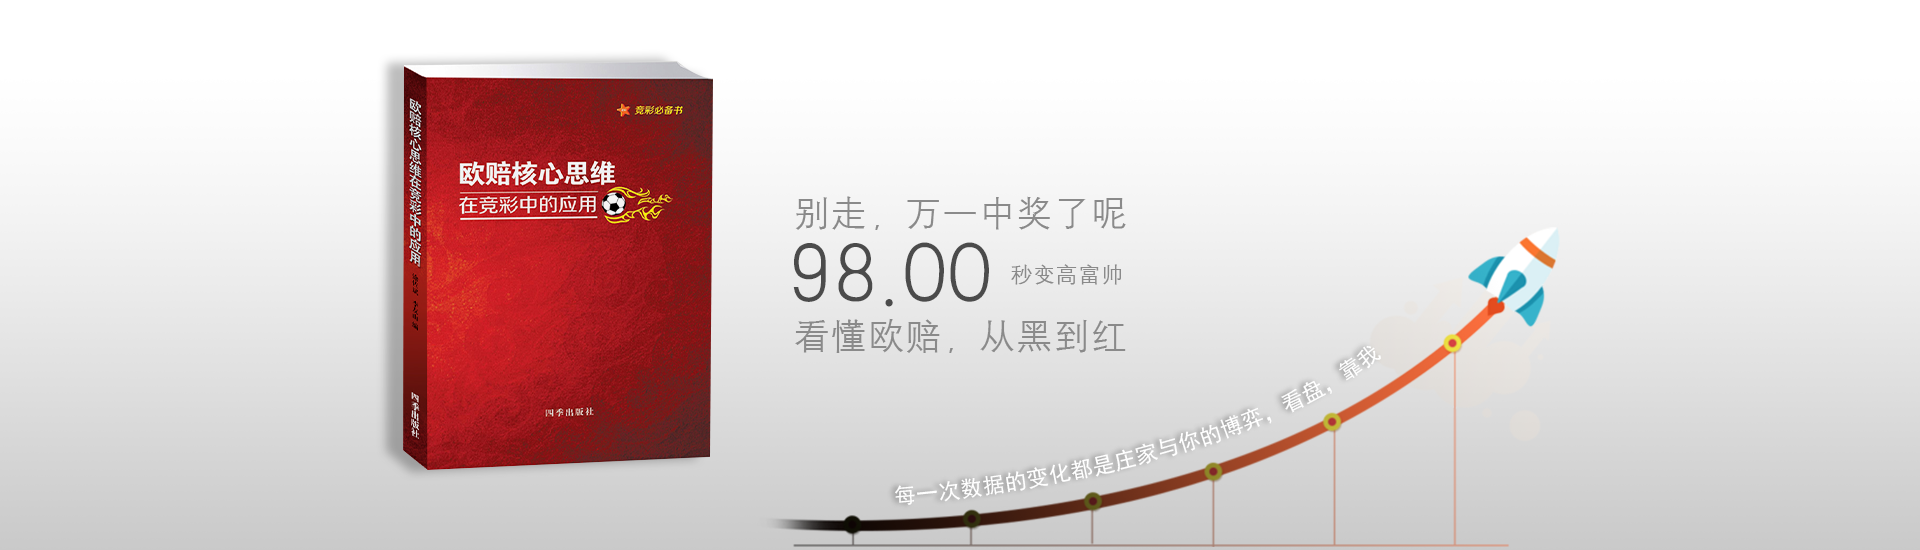 欧赔核心思维在竞彩中的应用
四季出版社
竞彩必备书
欧赔核心思维
在竞彩中的应用
四季出版社
别走，万一中奖了呢
98.00 秒变高富帅
看懂欧赔，从黑到红
每一次数据的变化都是庄家与你的博弈，看盘，靠我